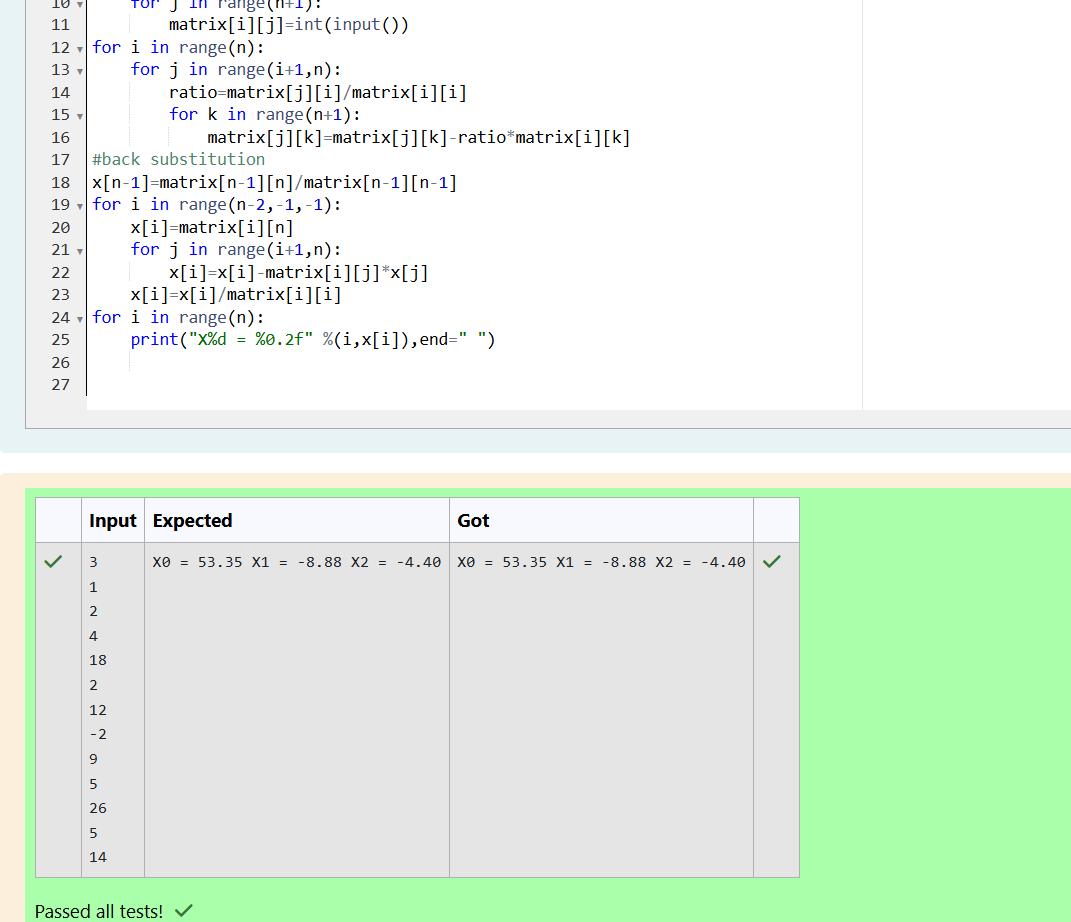 10 for j in range(n+1):
11 matrix[i][j]=int(input())
12 for i in range(n):
13 for j in range(i+1,n):
14 ratio=matrix[j][i]/matrix[i][i]
15 for k in range(n+1):
16 matrix[j][k]=matrix[j][k]-ratio*matrix[i][k]
17 #back substitution
18 x[n-1]=matrix[n-1][n]/matrix[n-1][n-1]
19 for i in range(n-2,-1,-1):
20 x[i]=matrix[i][n]
21 for j in range(i+1,n):
22 x[i]=x[i]-matrix[i][j]*x[j]
23 x[i]=x[i]/matrix[i][i]
24 for i in range(n):
25 print("X%d = %0.2f" %(i,x[i]),end=" ")
26
27
Input Expected Got
3 X0 = 53.35 X1 = -8.88 X2 = -4.40 X0 = 53.35 X1 = -8.88 X2 = -4.40
1
2
4
18
2
12
-2
9
5
26
5
14
Passed all tests!